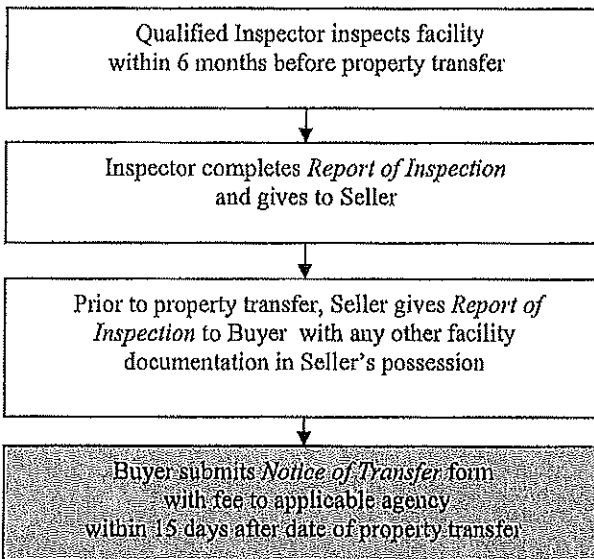 Qualified Inspector inspects facility
within 6 months before property transfer
Inspector completes Report of Inspection
and gives to Seller
Prior to property transfer, Seller gives Report of
Inspection to Buyer with any other facility
documentation in Seller's possession
Buyer submits Notice of Transfer form
with fee to applicable agency
within 15 days after date of property transfer